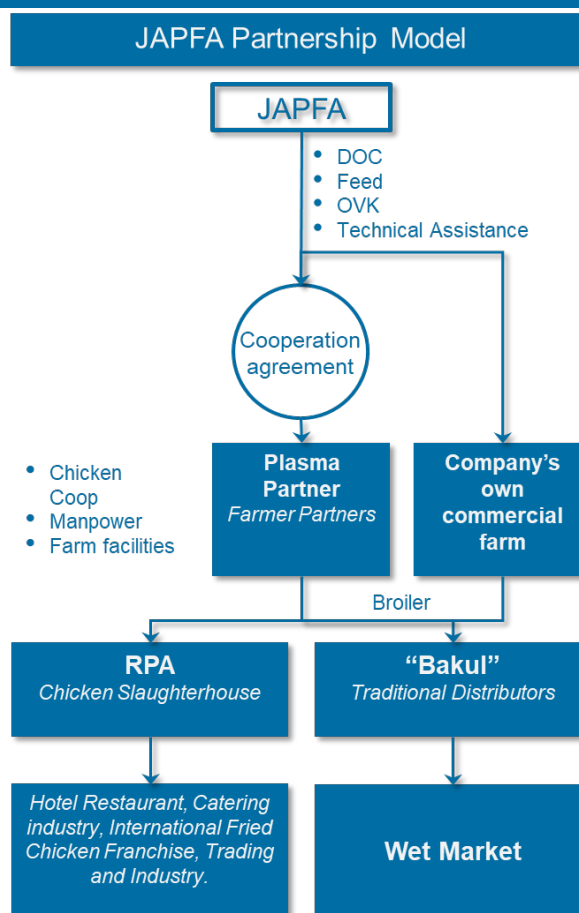 JAPFA Partnership Model
JAPFA
• DOC
• Feed
• OVK
• Technical Assistance
Cooperation
agreement
• Chicken
Coop
• Manpower
• Farm facilities
Plasma
Partner
Farmer Partners
Company's
own
commercial
farm
Broiler
RPA
Chicken Slaughterhouse
“Bakul”
Traditional Distributors
Hotel Restaurant, Catering
industry, International Fried
Chicken Franchise, Trading
and Industry.
Wet Market